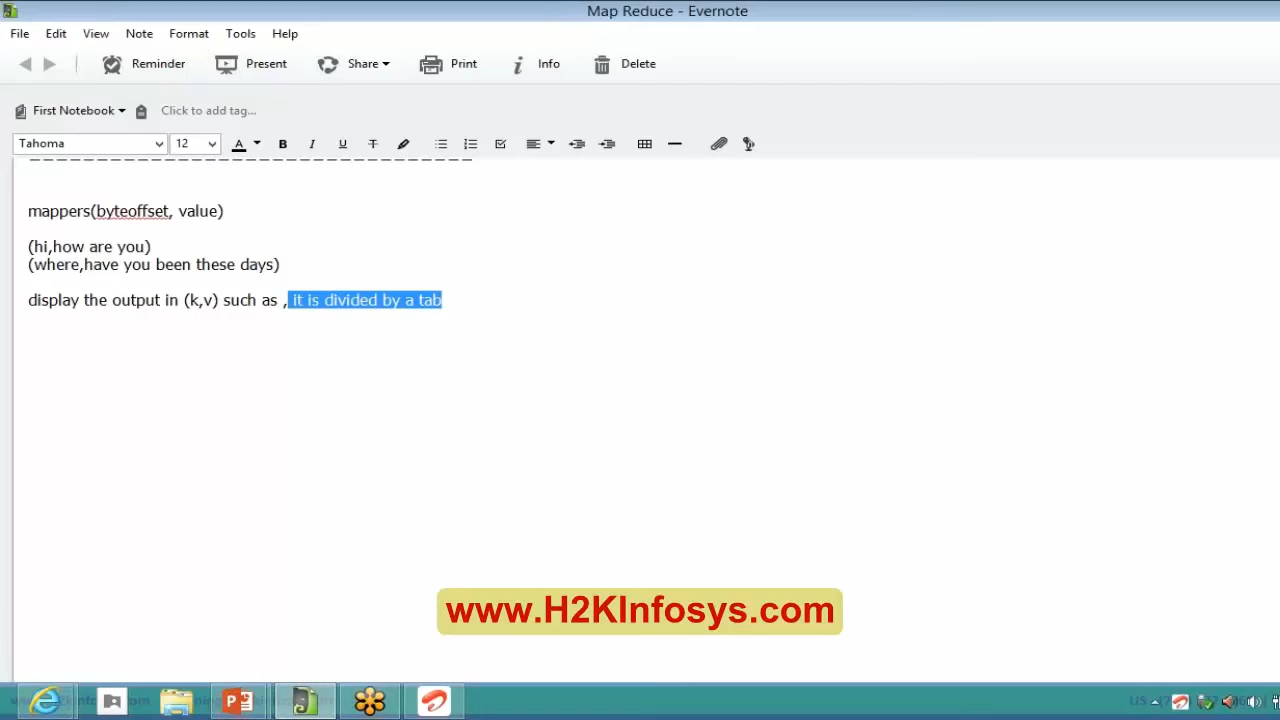 Map Reduce - Evernote
File Edit View Note Format Tools Help
Reminder Present Share Print Info Delete
First Notebook Click to add tag...
Tahoma 12 A B I U T
mappers(byteoffset, value)
(hi,how are you)
(where,have you been these days)
display the output in (k,v) such as , it is divided by a tab
www.H2KInfosys.com